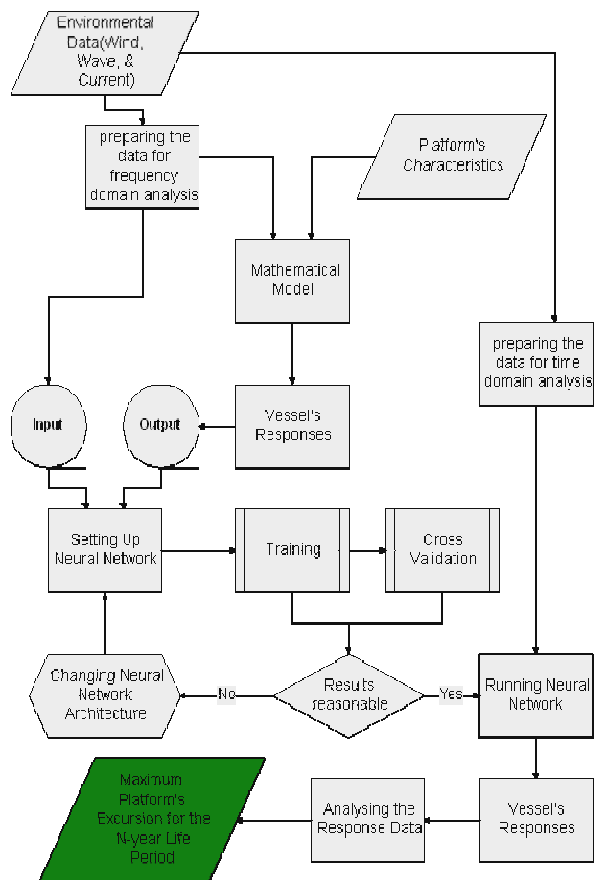 Environmental
Data(Wind,
Wave, &
Current)
preparing the
data for
frequency
domain analysis
Platform's
Characteristics
Mathematical
Model
preparing the
data for time
domain analysis
Input
Output
Vessel's
Responses
Setting Up
Neural Network
Training
Cross
Validation
Changing Neural
Network
Architecture
No
Results
reasonable
Yes
Running Neural
Network
Maximum
Platform's
Excursion for the
N-year Life
Period
Analysing the
Response Data
Vessel's
Responses